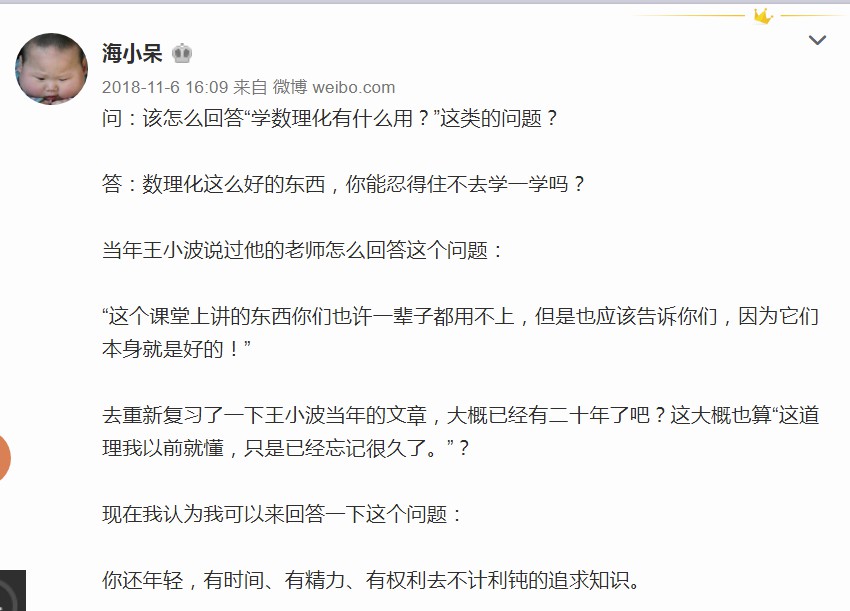 海小呆
2018-11-6 16:09 来自 微博 weibo.com
问：该怎么回答“学数理化有什么用？”这类的问题？
答：数理化这么好的东西，你能忍得住不去学一学吗？
当年王小波说过他的老师怎么回答这个问题：
“这个课堂上讲的东西你们也许一辈子都用不上，但是也应该告诉你们，因为它们
本身就是好的！”
去重新复习了一下王小波当年的文章，大概已经有二十年了吧？这大概也算“这道
理我以前就懂，只是已经忘记很久了。”？
现在我认为我可以来回答一下这个问题：
你还年轻，有时间、有精力、有权利去不计利钝的追求知识。